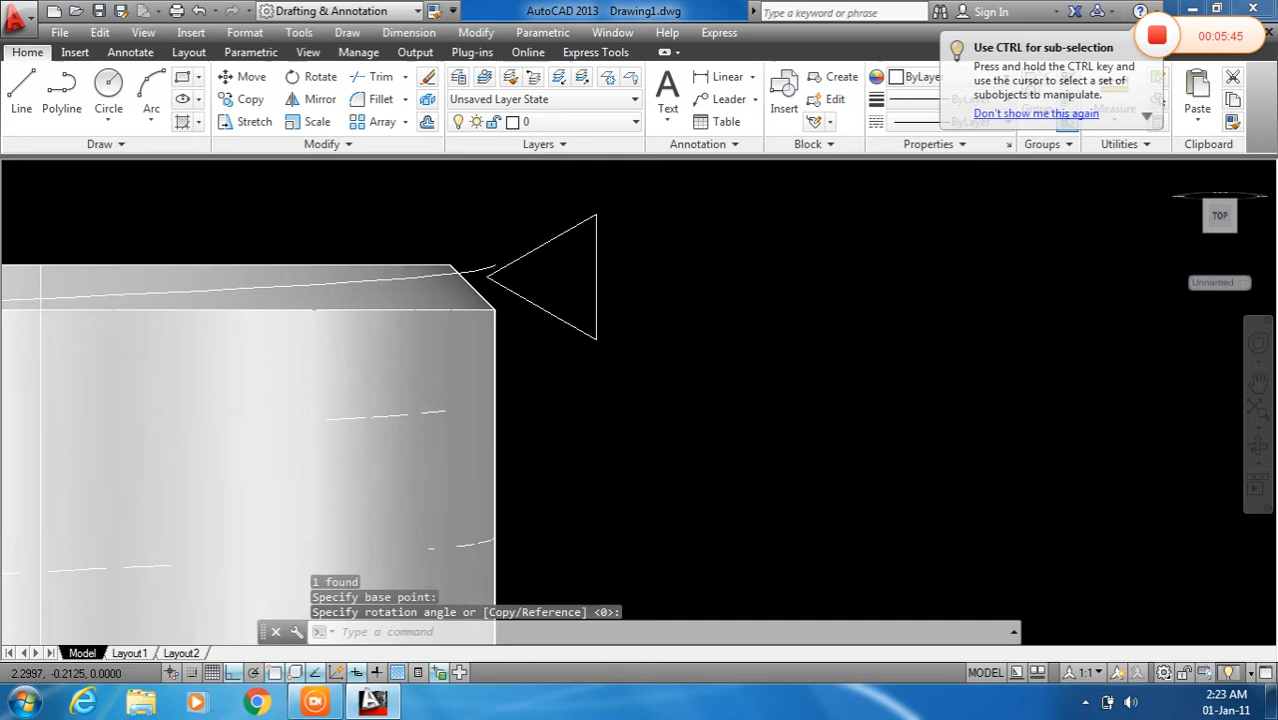 Drafting & Annotation
AutoCAD 2013 Drawing1.dwg
Type a keyword or phrase
Sign In
00:05:45
File Edit View Insert Format Tools Draw Dimension Modify Parametric Window Help Express
Home Insert Annotate Layout Parametric View Manage Output Plug-ins Online Express Tools
Use CTRL for sub-selection
Press and hold the CTRL key and
use the cursor to select a set of
subobjects to manipulate.
Don't show me this again
Line Polyline Circle Arc
Move Rotate Trim
Copy Mirror Fillet
Stretch Scale Array
Unsaved Layer State
0
Text
Linear
Leader
Table
Insert
Create
Edit
ByLayer
Group
Measure
Paste
Draw Modify Layers Annotation Block Properties Groups Utilities Clipboard
TOP
Unnamed
1 found
Specify base point:
Specify rotation angle or [Copy/Reference] <0>:
Type a command
Model Layout1 Layout2
2.2997, -0.2125, 0.0000
MODEL
1:1
2:23 AM
01-Jan-11